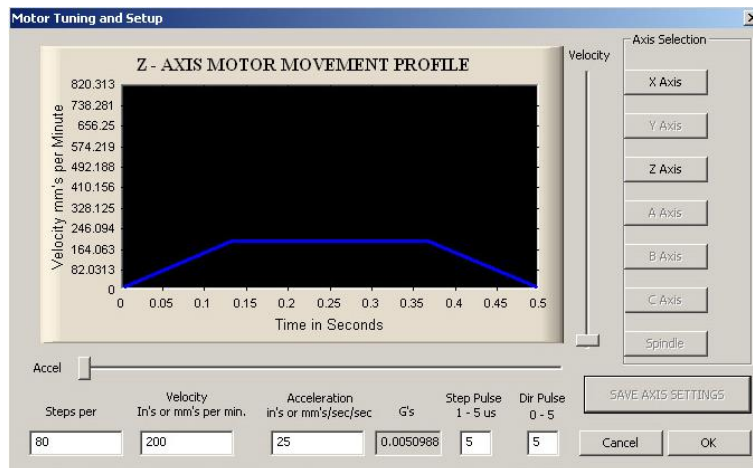 Motor Tuning and Setup
Z - AXIS MOTOR MOVEMENT PROFILE
Velocity mm's per Minute
820.313
738.281
656.25
574.219
492.188
410.156
328.125
246.094
164.063
82.0313
0
0 0.05 0.1 0.15 0.2 0.25 0.3 0.35 0.4 0.45 0.5
Time in Seconds
Velocity
Axis Selection
X Axis
Y Axis
Z Axis
A Axis
B Axis
C Axis
Spindle
Accel
Steps per
80
Velocity
In's or mm's per min.
200
Acceleration
in's or mm's/sec/sec
25
G's
0.0050988
Step Pulse
1 - 5 us
5
Dir Pulse
0 - 5
5
SAVE AXIS SETTINGS
Cancel
OK